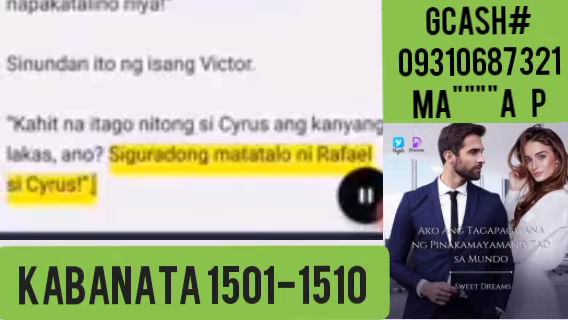 napakatalino niya!"
Sinundan ito ng isang Victor.
"Kahit na itago nitong si Cyrus ang kanyang
lakas, ano? Siguradong matatalo ni Rafael
si Cyrus!"]
KABANATA 1501-1510
GCASH#
09310687321
MA""""A P
AKO ANG TAGAPAGMANA
NG PINAKAMAYAMANG TAO
SA MUNDO
SWEET DREAMS